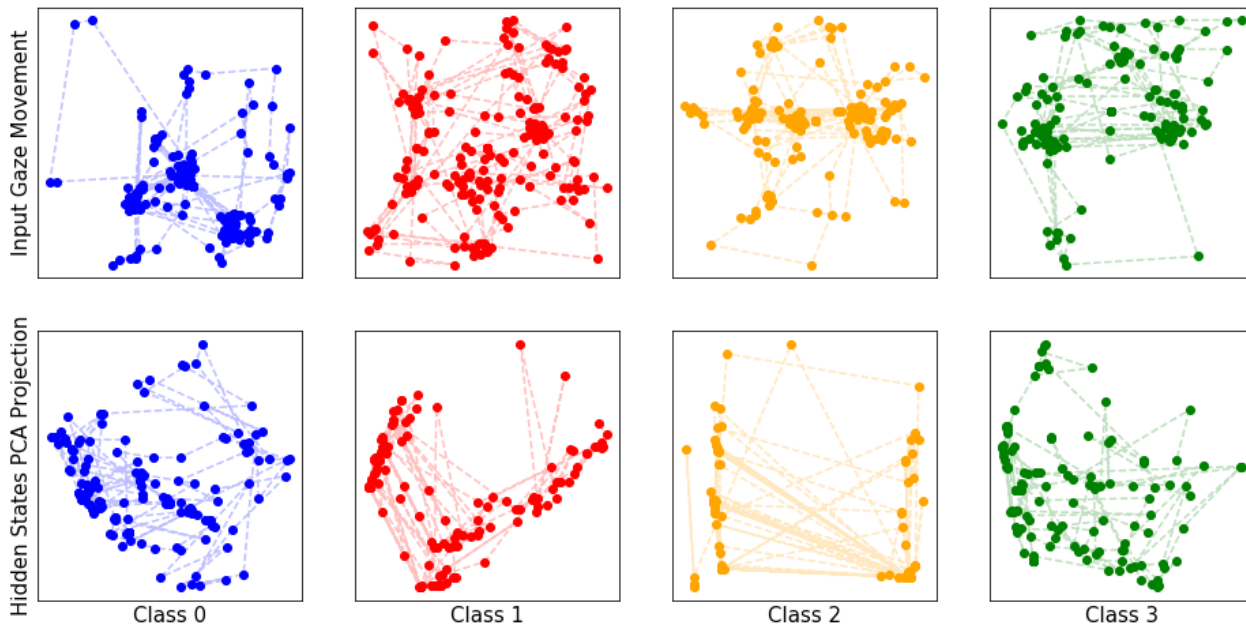 Input Gaze Movement
Hidden States PCA Projection
Class 0
Class 1
Class 2
Class 3